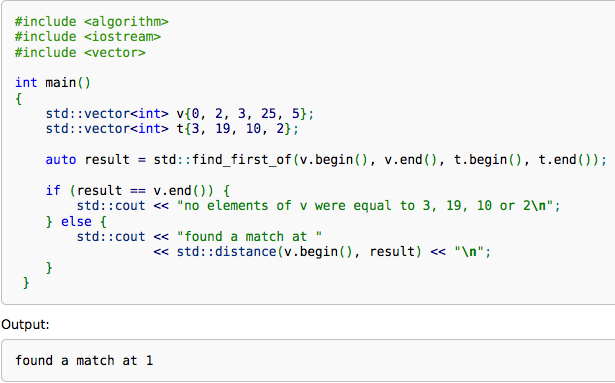 #include <algorithm>
#include <iostream>
#include <vector>

int main()
{
    std::vector<int> v{0, 2, 3, 25, 5};
    std::vector<int> t{3, 19, 10, 2};

    auto result = std::find_first_of(v.begin(), v.end(), t.begin(), t.end());

    if (result == v.end()) {
        std::cout << "no elements of v were equal to 3, 19, 10 or 2\n";
    } else {
        std::cout << "found a match at "
                  << std::distance(v.begin(), result) << "\n";
    }
 }
Output:
found a match at 1